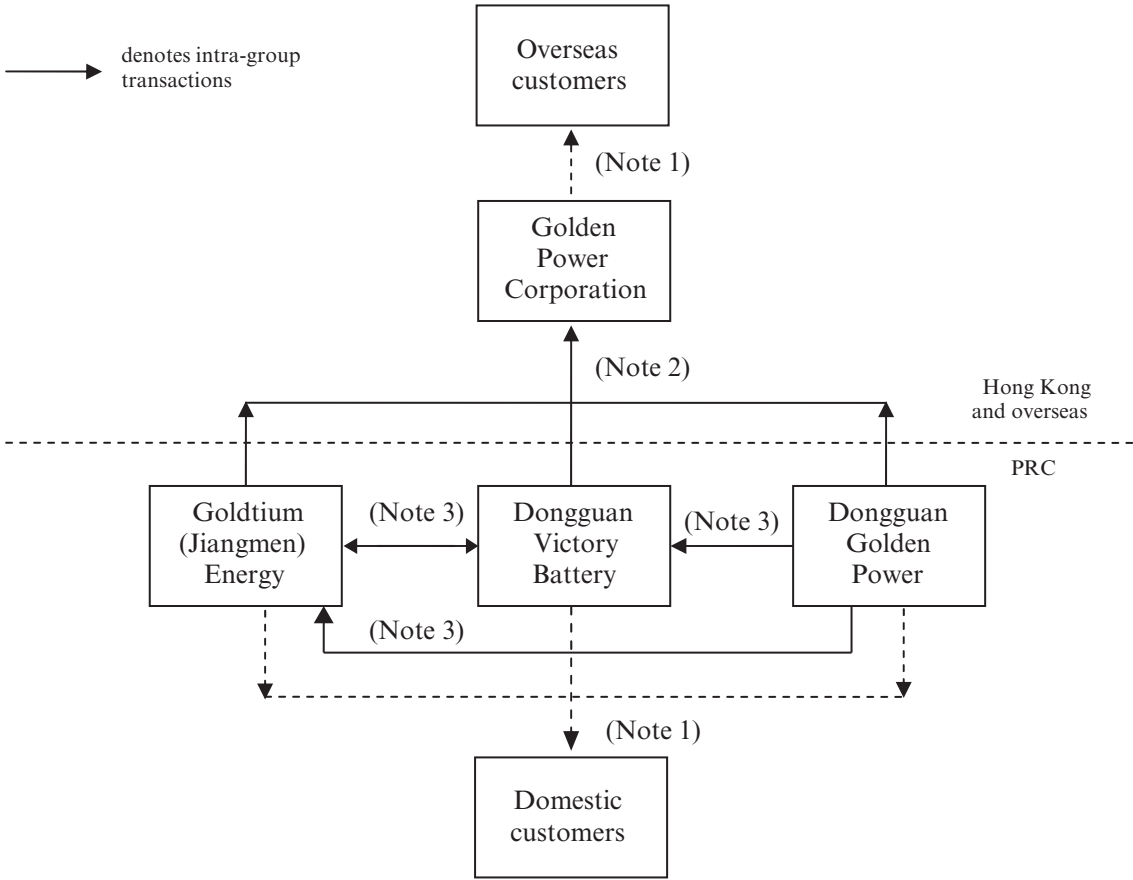 denotes intra-group
transactions
Overseas
customers
(Note 1)
Golden
Power
Corporation
(Note 2)
Hong Kong
and overseas
PRC
Goldtium
(Jiangmen)
Energy
(Note 3)
Dongguan
Victory
Battery
(Note 3)
Dongguan
Golden
Power
(Note 3)
(Note 1)
Domestic
customers